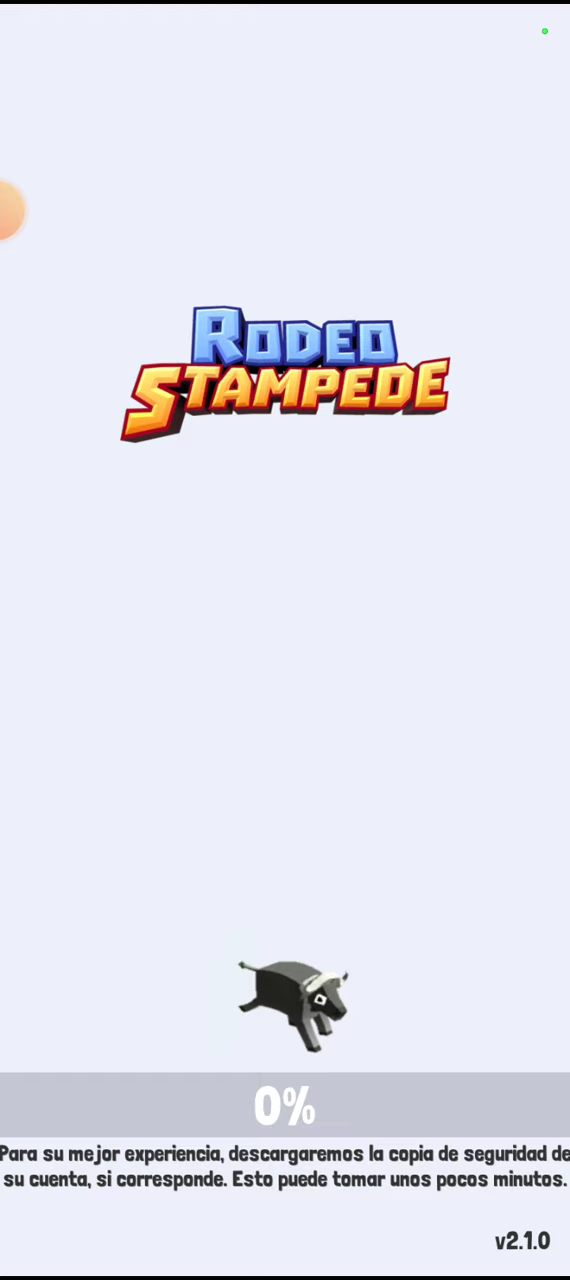 RODEO
STAMPEDE
0%
Para su mejor experiencia, descargaremos la copia de seguridad de
su cuenta, si corresponde. Esto puede tomar unos pocos minutos.
v2.1.0